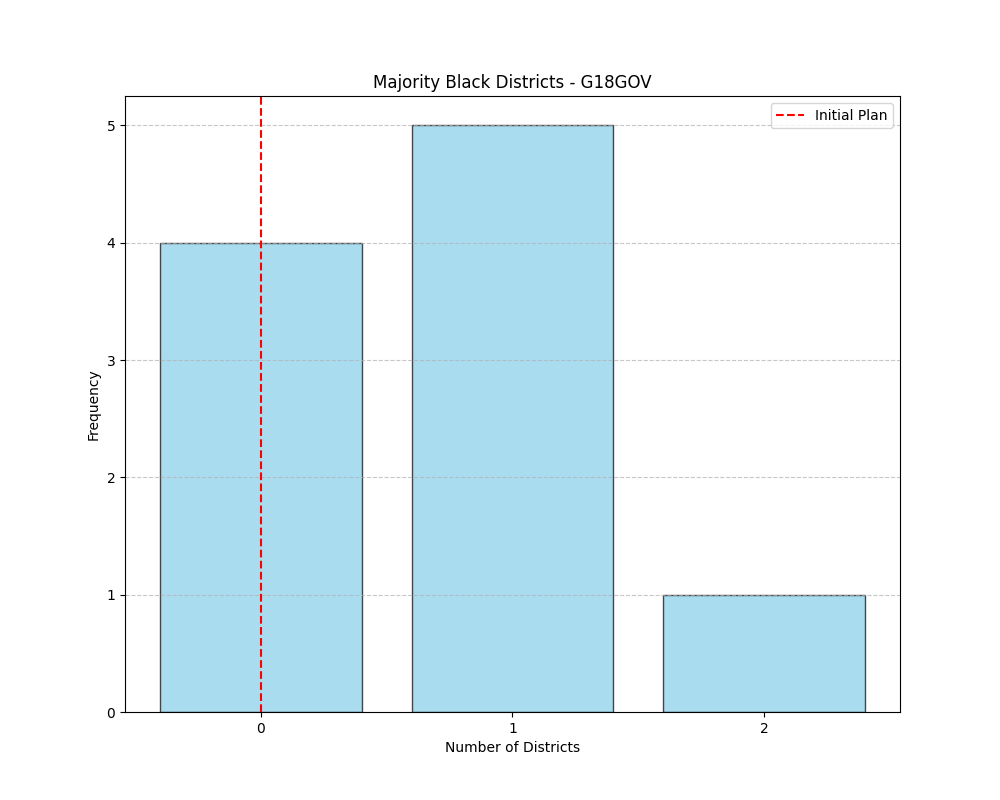 Majority Black Districts - G18GOV
Initial Plan
5
4
3
2
1
0
Frequency
0 1 2
Number of Districts